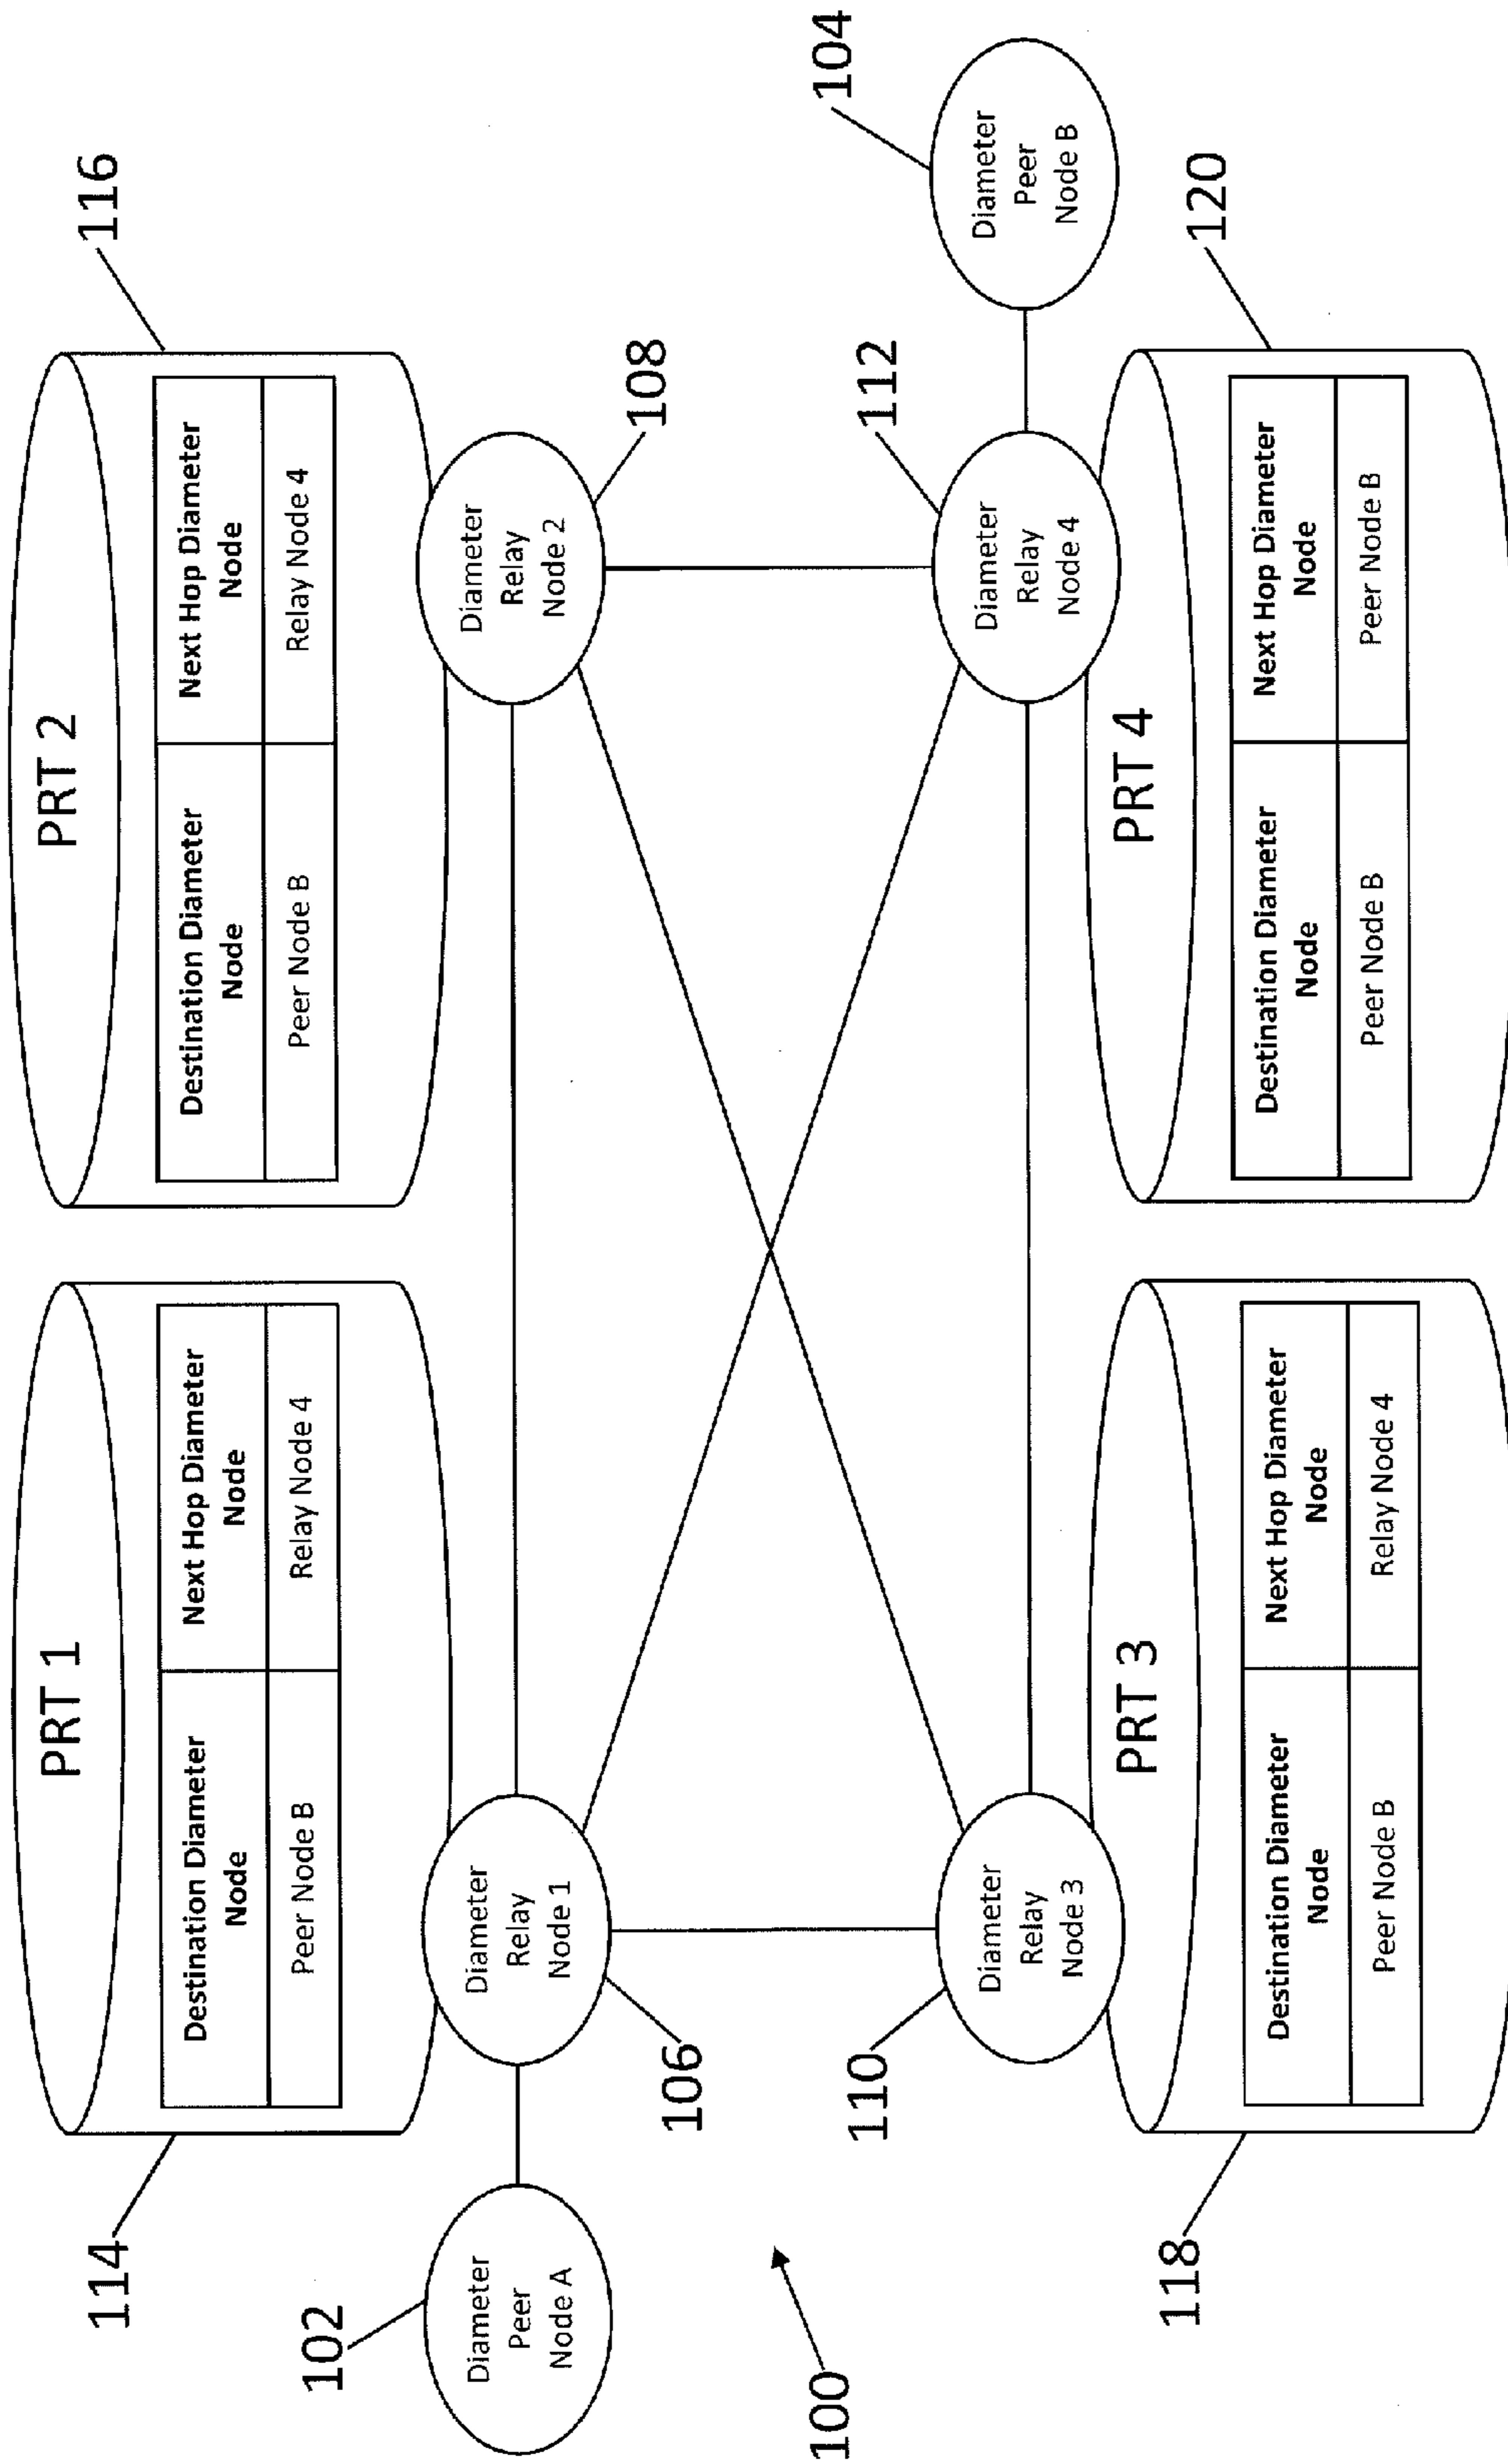 114
PRT 1
Destination Diameter
Node
Next Hop Diameter
Node
Peer Node B
Relay Node 4
116
PRT 2
Destination Diameter
Node
Next Hop Diameter
Node
Peer Node B
Relay Node 4
102
Diameter
Peer
Node A
Diameter
Relay
Node 1
106
Diameter
Relay
Node 2
108
100
110
Diameter
Relay
Node 3
112
Diameter
Relay
Node 4
104
Diameter
Peer
Node B
118
PRT 3
Destination Diameter
Node
Next Hop Diameter
Node
Peer Node B
Relay Node 4
120
PRT 4
Destination Diameter
Node
Next Hop Diameter
Node
Peer Node B
Peer Node B